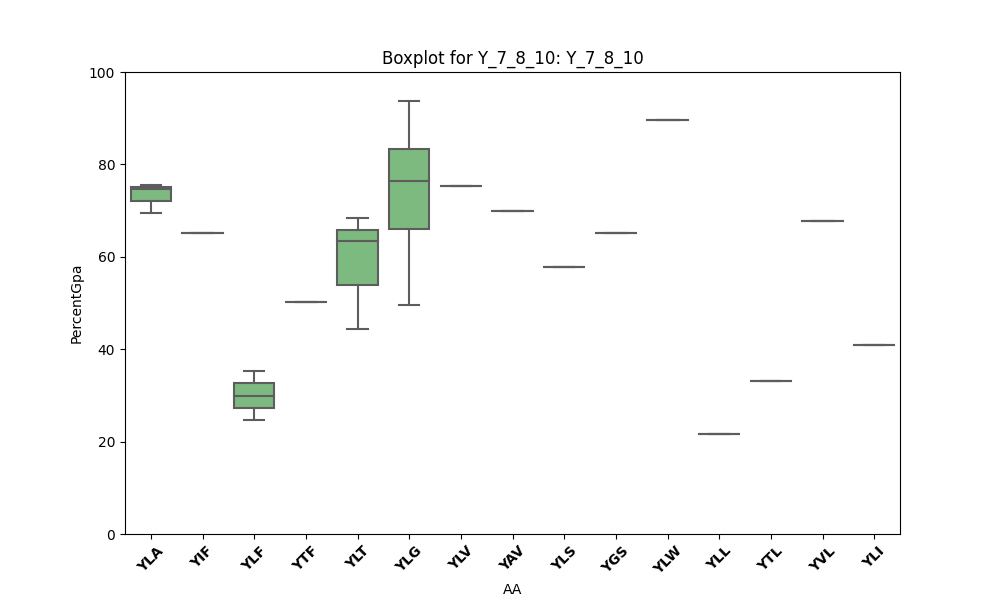 Boxplot for Y_7_8_10: Y_7_8_10
PercentGpa
100
80
60
40
20
0
YLA YIF YLF YTF YLT YLG YLV YAV YLS YGS YLW YLL YTL YVL YLI
AA